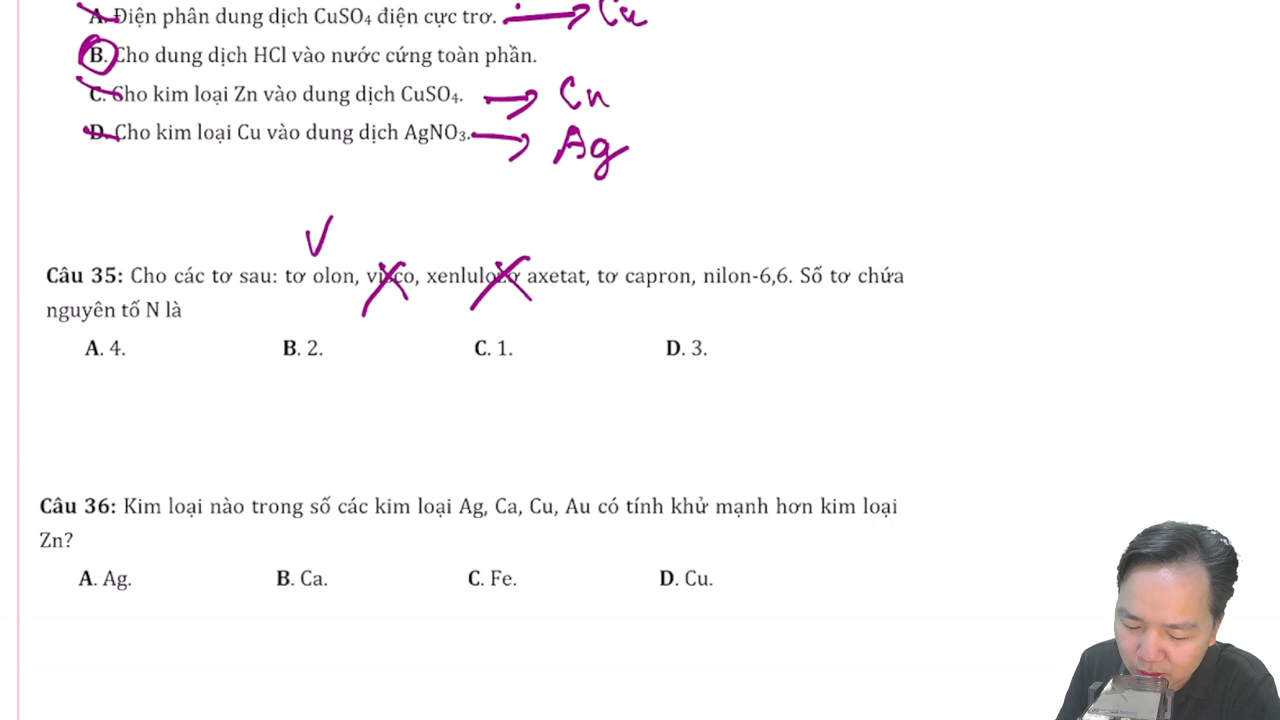 A. Điện phân dung dịch CuSO₄ điện cực trơ. Cu
B. Cho dung dịch HCl vào nước cứng toàn phần.
C. Cho kim loại Zn vào dung dịch CuSO₄. Cu
D. Cho kim loại Cu vào dung dịch AgNO₃. Ag
Câu 35: Cho các tơ sau: tơ olon, visco, xenlulozơ axetat, tơ capron, nilon-6,6. Số tơ chứa
nguyên tố N là
A. 4. B. 2. C. 1. D. 3.
Câu 36: Kim loại nào trong số các kim loại Ag, Ca, Cu, Au có tính khử mạnh hơn kim loại
Zn?
A. Ag. B. Ca. C. Fe. D. Cu.